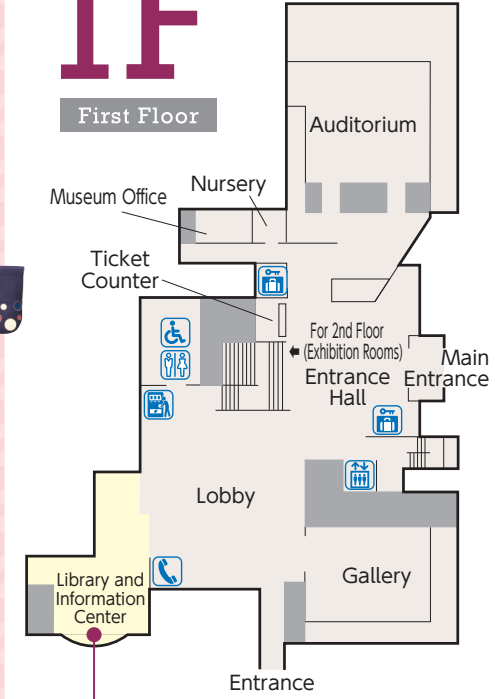 1F
First Floor
Auditorium
Nursery
Museum Office
Ticket
Counter
For 2nd Floor
(Exhibition Rooms)
Main
Entrance
Entrance
Hall
Lobby
Library and
Information
Center
Gallery
Entrance